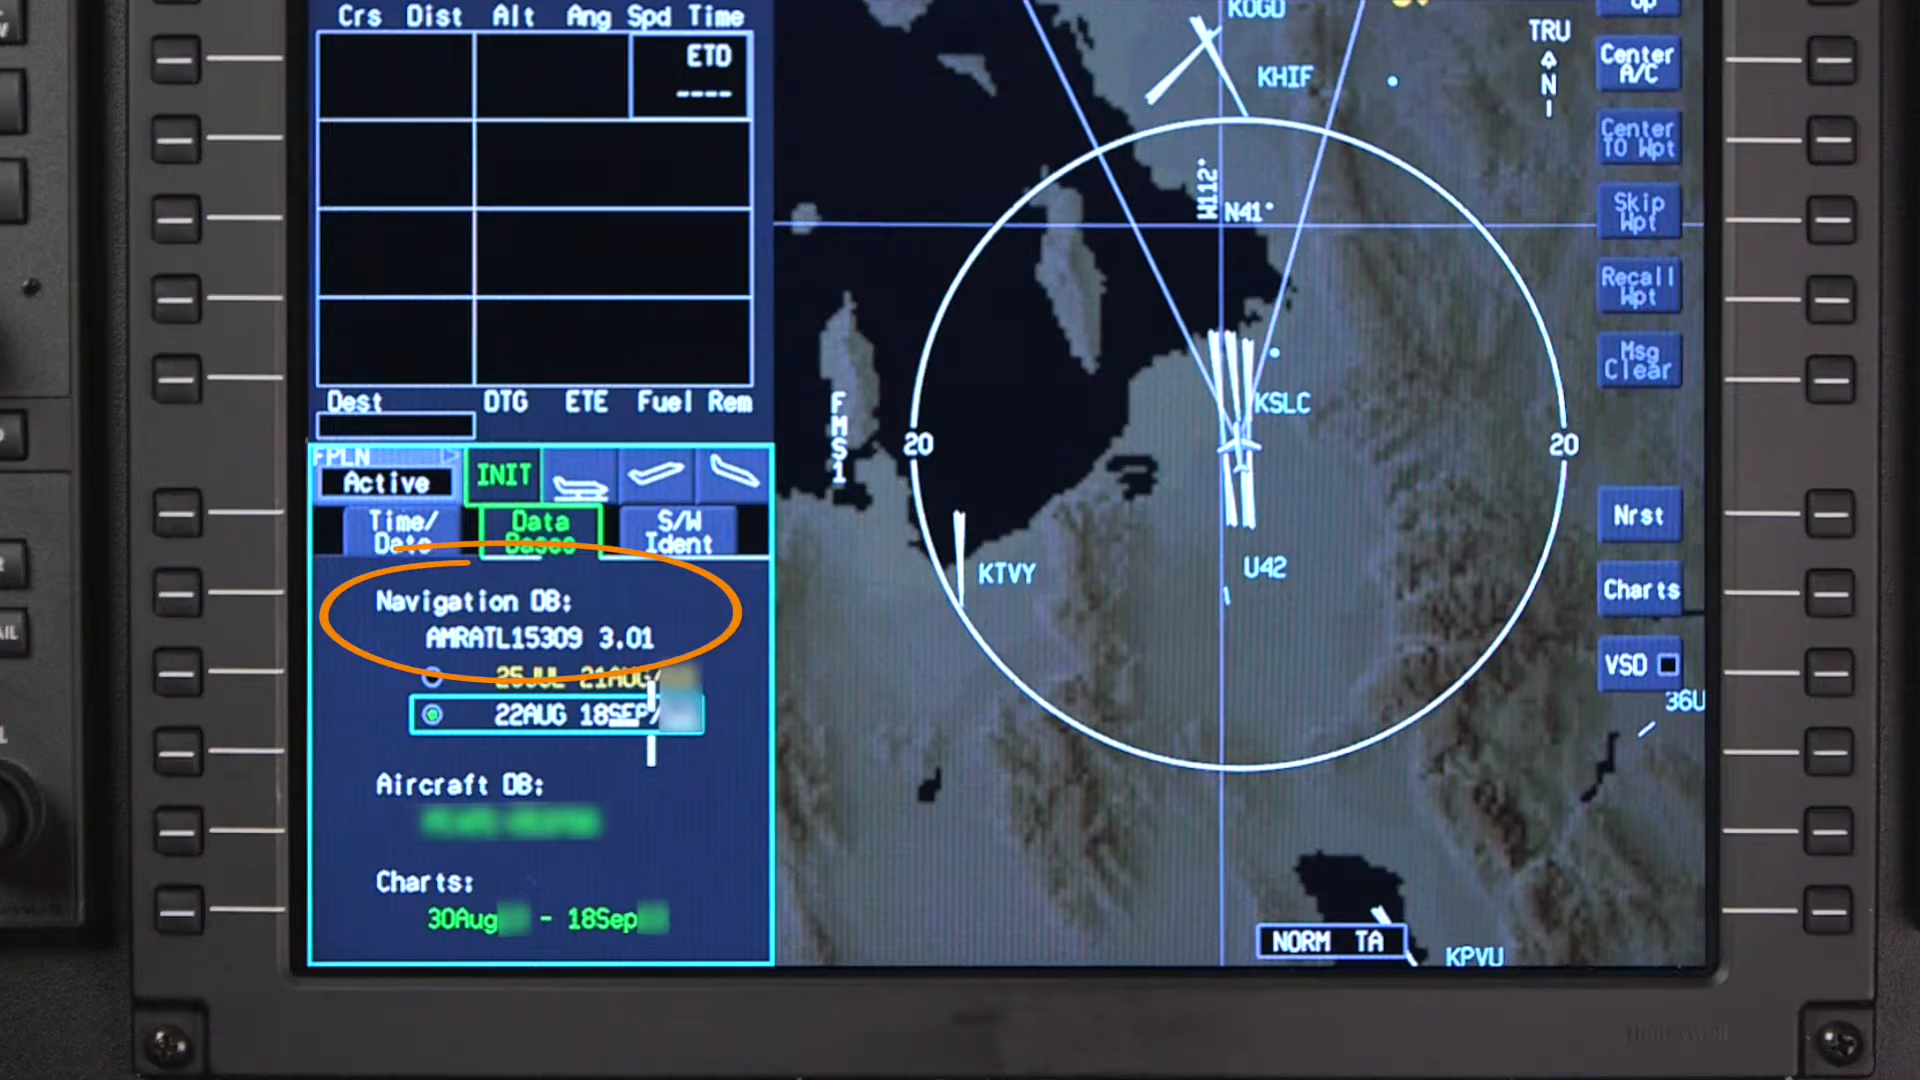 Crs Dist Alt Ang Spd Time
ETD
----
Dest DTG ETE Fuel Rem
FPLN
Active
INIT
Time/
Date
Data
Bases
S/W
Ident
Navigation DB:
AMRATL15309 3.01
25JUL 21AUG/
22AUG 18SEP/
Aircraft DB:
Charts:
30Aug - 18Sep
KOGD
KHIF
TRU
N
W112°
N41°
FMS1
20
20
KSLC
KTVY
U42
36U
NORM TA
KPVU
Center
A/C
Center
TO Wpt
Skip
Wpt
Recall
Wpt
Msg
Clear
Nrst
Charts
VSD
Honeywell